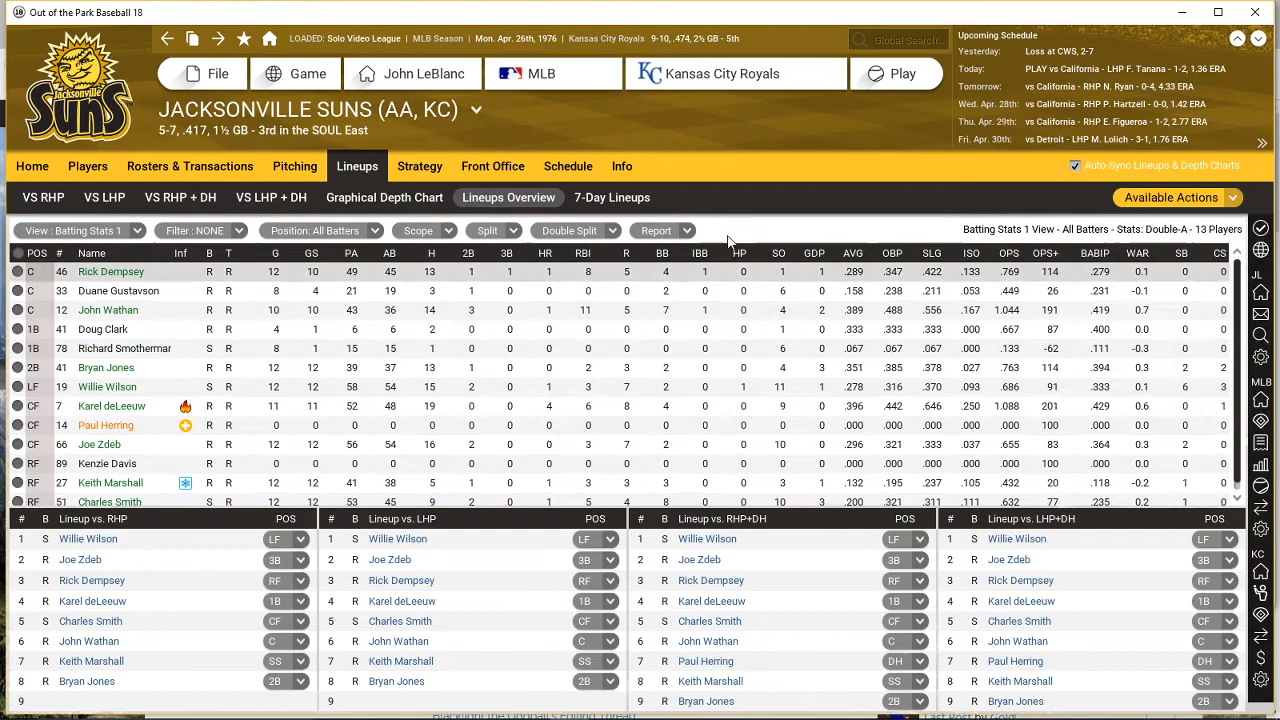 Out of the Park Baseball 18
LOADED: Solo Video League | MLB Season | Mon. Apr. 26th, 1976 | Kansas City Royals 9-10, .474, 2½ GB - 5th
Global Search...
Upcoming Schedule
Yesterday: Loss at CWS, 2-7
Today: PLAY vs California - LHP F. Tanana - 1-2, 1.36 ERA
Tomorrow: vs California - RHP N. Ryan - 0-4, 4.33 ERA
Wed. Apr. 28th: vs California - RHP P. Hartzell - 0-0, 1.42 ERA
Thu. Apr. 29th: vs California - RHP E. Figueroa - 1-2, 2.77 ERA
Fri. Apr. 30th: vs Detroit - LHP M. Lolich - 3-1, 1.76 ERA
Jacksonville Suns
File Game John LeBlanc MLB KC Kansas City Royals Play
JACKSONVILLE SUNS (AA, KC)
5-7, .417, 1½ GB - 3rd in the SOUL East
Home Players Rosters & Transactions Pitching Lineups Strategy Front Office Schedule Info Auto-Sync Lineups & Depth Charts
VS RHP VS LHP VS RHP + DH VS LHP + DH Graphical Depth Chart Lineups Overview 7-Day Lineups Available Actions
View : Batting Stats 1 Filter : NONE Position: All Batters Scope Split Double Split Report Batting Stats 1 View - All Batters - Stats: Double-A - 13 Players
POS # Name Inf B T G GS PA AB H 2B 3B HR RBI R BB IBB HP SO GDP AVG OBP SLG ISO OPS OPS+ BABIP WAR SB CS
C 46 Rick Dempsey R R 12 10 49 45 13 1 1 1 8 5 4 1 0 1 1 .289 .347 .422 .133 .769 114 .279 0.1 0 0
C 33 Duane Gustavson R R 8 4 21 19 3 1 0 0 0 0 2 0 0 6 0 .158 .238 .211 .053 .449 26 .231 -0.1 0 0
C 12 John Wathan R R 10 10 43 36 14 3 0 1 11 5 7 1 0 4 2 .389 .488 .556 .167 1.044 191 .419 0.7 0 0
1B 41 Doug Clark R R 4 1 6 6 2 0 0 0 0 0 0 0 0 1 0 .333 .333 .333 .000 .667 87 .400 0.0 0 0
1B 78 Richard Smotherman R R 8 1 15 15 1 0 0 0 0 0 0 0 0 6 0 .067 .067 .067 .000 .133 -62 .111 -0.3 0 0
2B 41 Bryan Jones R R 12 12 39 37 13 1 0 0 2 3 2 0 0 4 3 .351 .385 .378 .027 .763 114 .394 0.3 2 2
LF 19 Willie Wilson S R 12 12 58 54 15 2 0 1 3 7 2 0 1 11 1 .278 .316 .370 .093 .686 91 .333 0.1 6 3
CF 7 Karel deLeeuw R R 11 11 52 48 19 0 0 4 6 8 4 0 0 9 0 .396 .442 .646 .250 1.088 201 .429 0.6 0 1
CF 14 Paul Herring R R 0 0 0 0 0 0 0 0 0 0 0 0 0 0 0 .000 .000 .000 .000 .000 100 .000 0.0 0 0
CF 66 Joe Zdeb R R 12 12 56 54 16 2 0 0 3 7 2 0 0 10 0 .296 .321 .333 .037 .655 83 .364 0.3 2 0
RF 89 Kenzie Davis R R 0 0 0 0 0 0 0 0 0 0 0 0 0 0 0 .000 .000 .000 .000 .000 100 .000 0.0 0 0
RF 27 Keith Marshall R R 12 12 41 38 5 1 0 1 3 3 3 0 0 5 0 .132 .195 .237 .105 .432 20 .118 -0.2 1 0
RF 51 Charles Smith S R 12 12 53 45 9 2 0 1 5 4 8 0 0 10 3 .200 .321 .311 .111 .632 77 .235 0.2 1 0
# B Lineup vs. RHP POS # B Lineup vs. LHP POS # B Lineup vs. RHP+DH POS # B Lineup vs. LHP+DH POS
1 S Willie Wilson LF 1 S Willie Wilson LF 1 S Willie Wilson LF 1 S Willie Wilson LF
2 R Joe Zdeb 3B 2 R Joe Zdeb 3B 2 R Joe Zdeb 3B 2 R Joe Zdeb 3B
3 R Rick Dempsey RF 3 R Rick Dempsey RF 3 R Rick Dempsey RF 3 R Rick Dempsey RF
4 R Karel deLeeuw 1B 4 R Karel deLeeuw 1B 4 R Karel deLeeuw 1B 4 R Karel deLeeuw 1B
5 S Charles Smith CF 5 S Charles Smith CF 5 S Charles Smith CF 5 S Charles Smith CF
6 R John Wathan C 6 R John Wathan C 6 R John Wathan C 6 R John Wathan C
7 R Keith Marshall SS 7 R Keith Marshall SS 7 R Paul Herring DH 7 R Paul Herring DH
8 R Bryan Jones 2B 8 R Bryan Jones 2B 8 R Keith Marshall SS 8 R Keith Marshall SS
9 9 9 R Bryan Jones 2B 9 R Bryan Jones 2B
JL
MLB
KC